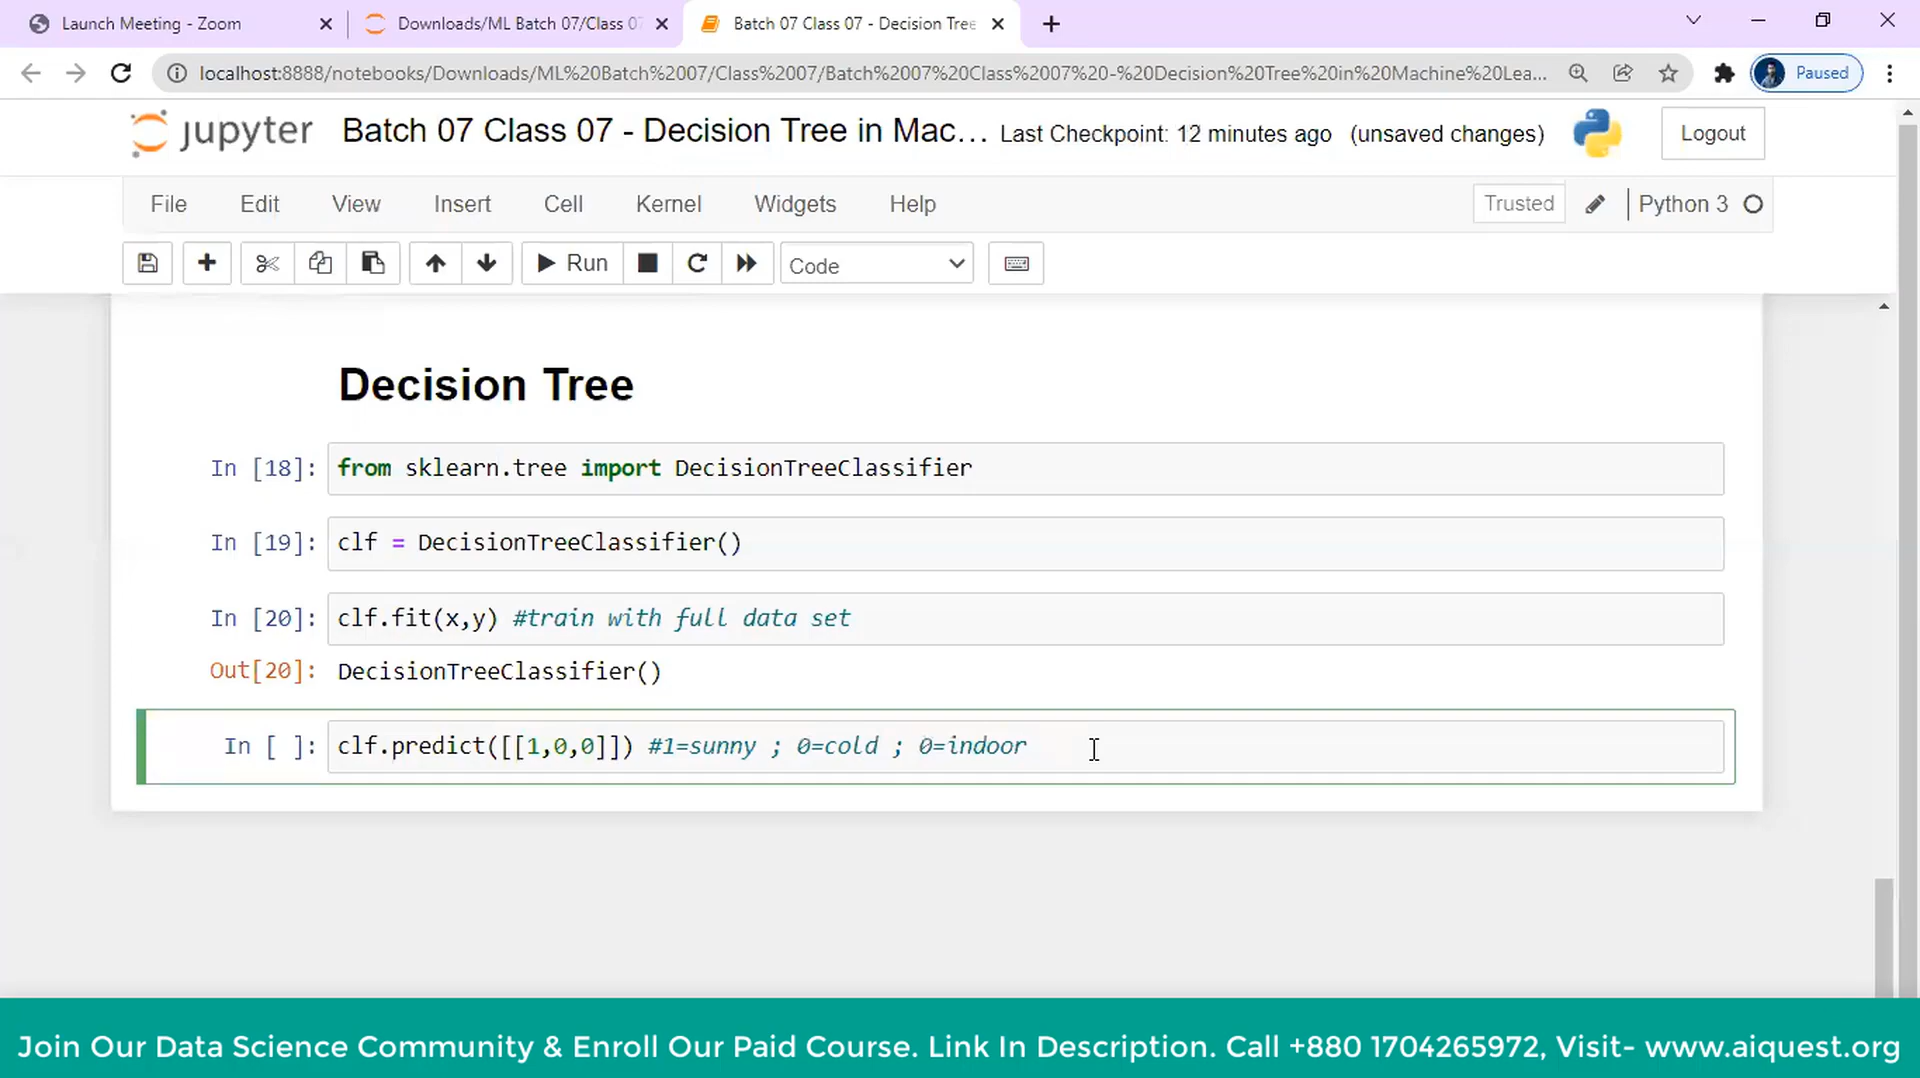 Launch Meeting - Zoom
Downloads/ML Batch 07/Class 07
Batch 07 Class 07 - Decision Tree
localhost:8888/notebooks/Downloads/ML%20Batch%2007/Class%2007/Batch%2007%20Class%2007%20-%20Decision%20Tree%20in%20Machine%20Lea...
Paused
jupyter Batch 07 Class 07 - Decision Tree in Mac... Last Checkpoint: 12 minutes ago (unsaved changes) Logout
File Edit View Insert Cell Kernel Widgets Help Trusted Python 3
Run Code
Decision Tree
In [18]: from sklearn.tree import DecisionTreeClassifier
In [19]: clf = DecisionTreeClassifier()
In [20]: clf.fit(x,y) #train with full data set
Out[20]: DecisionTreeClassifier()
In [ ]: clf.predict([[1,0,0]]) #1=sunny ; 0=cold ; 0=indoor
Join Our Data Science Community & Enroll Our Paid Course. Link In Description. Call +880 1704265972, Visit- www.aiquest.org